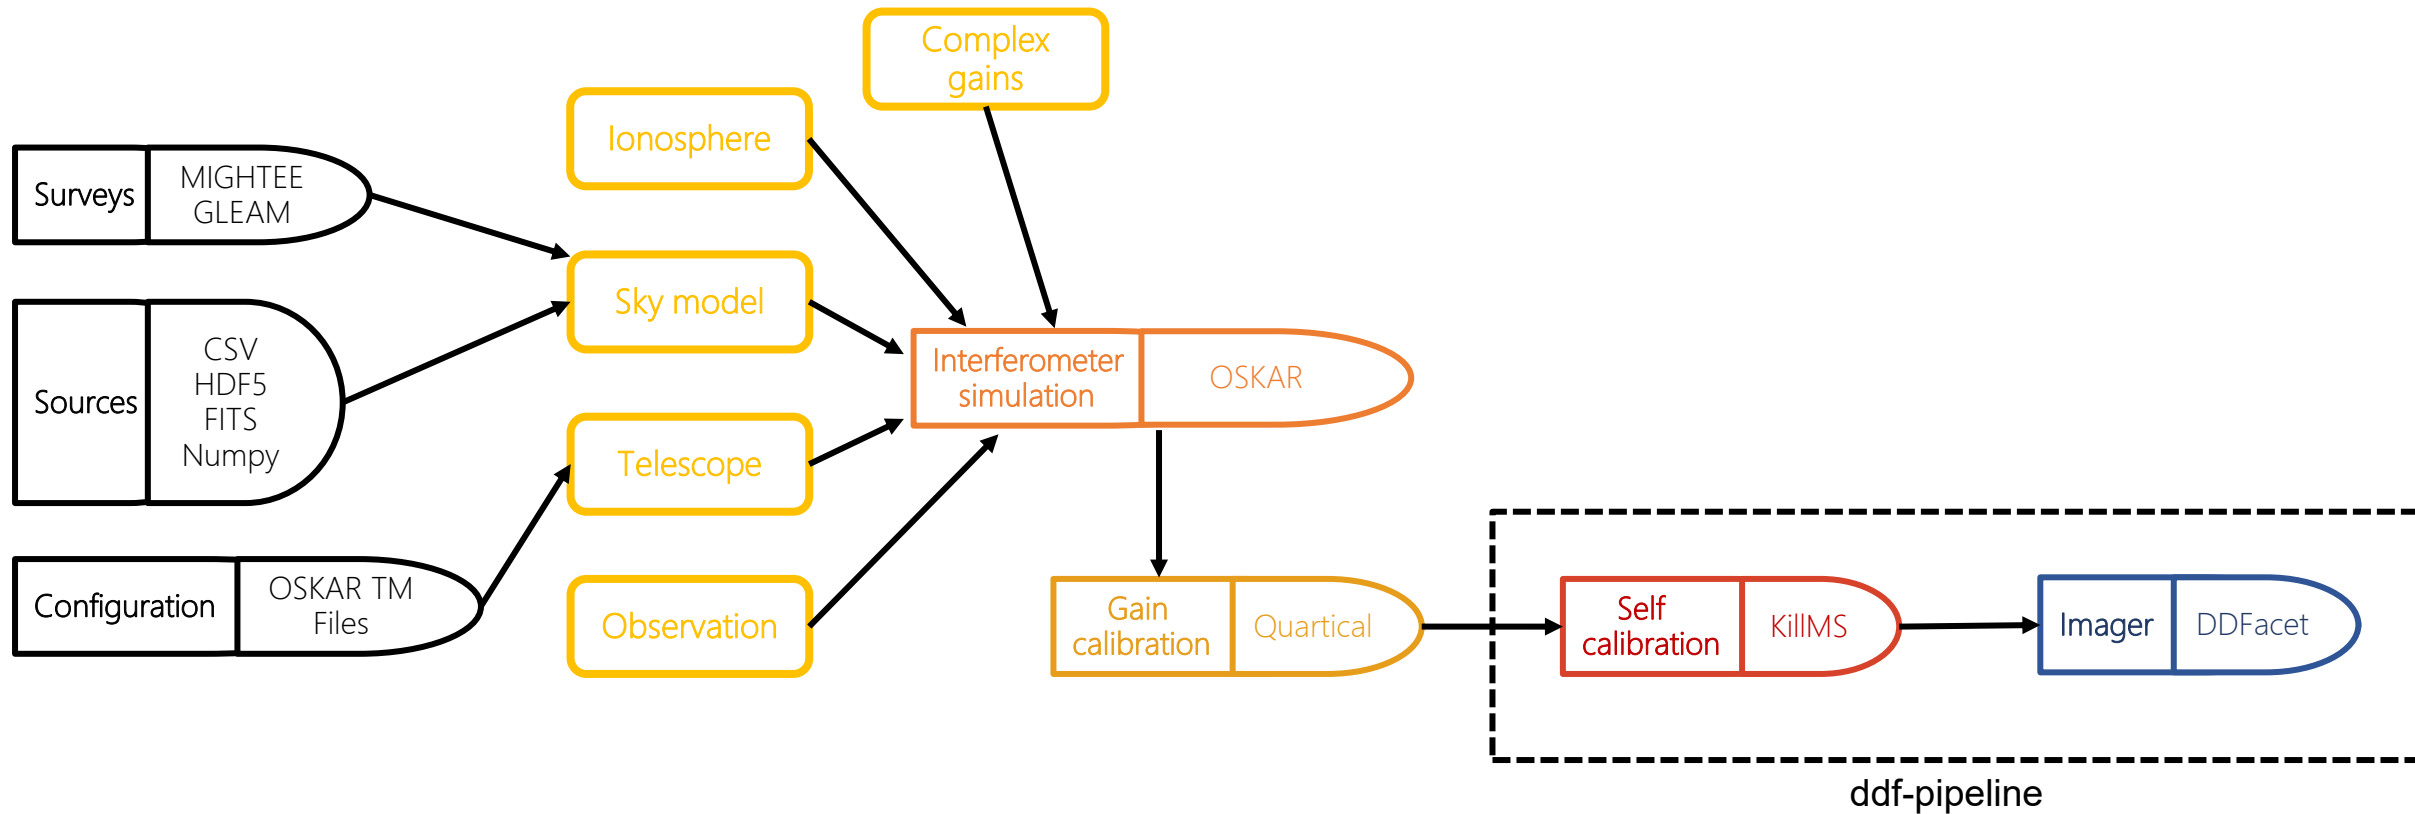 Complex
gains
Ionosphere
Surveys
MIGHTEE
GLEAM
Sky model
Sources
CSV
HDF5
FITS
Numpy
Interferometer
simulation
OSKAR
Telescope
Configuration
OSKAR TM
Files
Observation
Gain
calibration
Quartical
Self
calibration
KillMS
Imager
DDFacet
ddf-pipeline